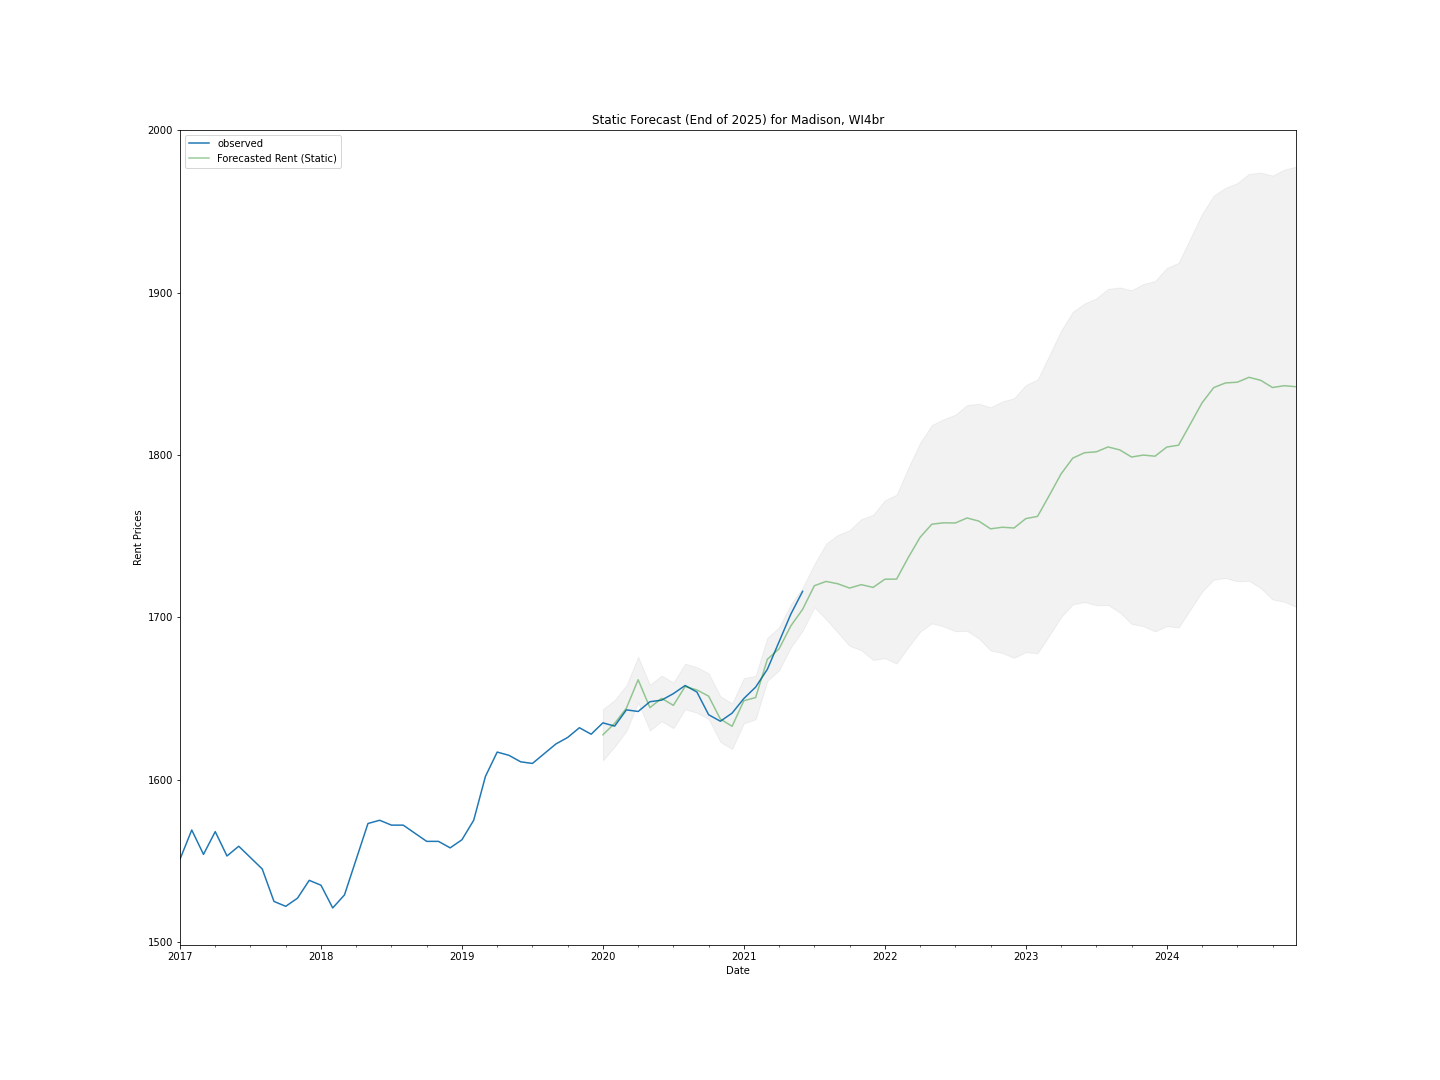 Static Forecast (End of 2025) for Madison, WI4br
observed
Forecasted Rent (Static)
2000
1900
1800
1700
1600
1500
Rent Prices
2017 2018 2019 2020 2021 2022 2023 2024
Date